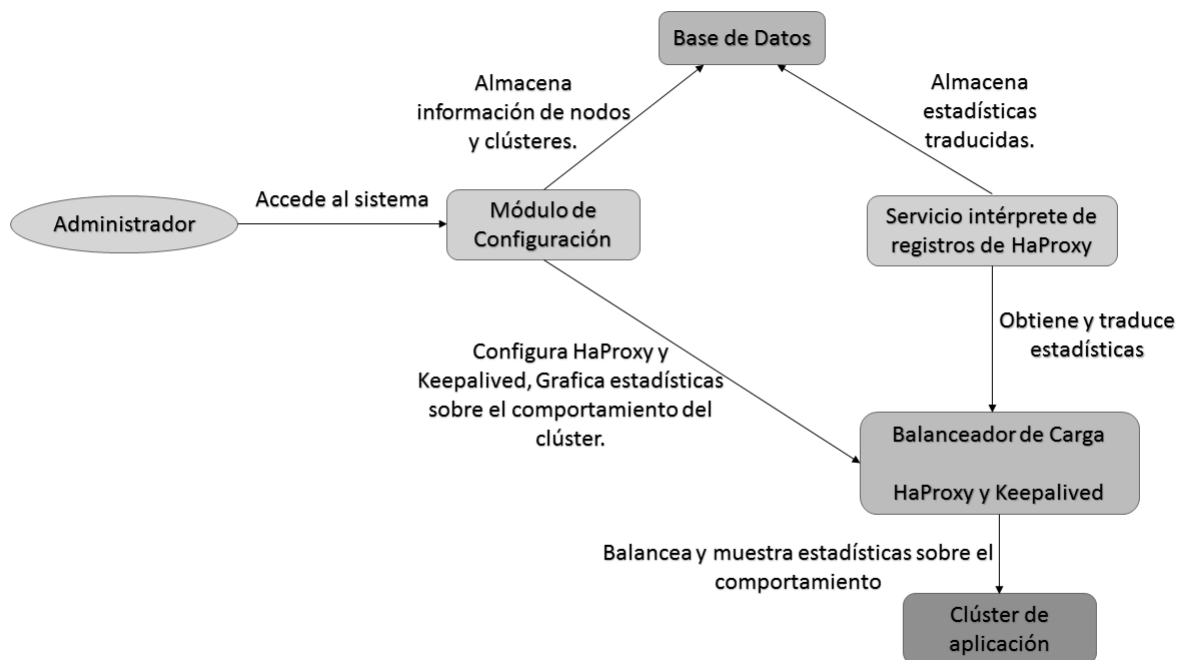 Base de Datos
Almacena
información de nodos
y clústeres.
Almacena
estadísticas
traducidas.
Accede al sistema
Administrador
Módulo de
Configuración
Servicio intérprete de
registros de HaProxy
Obtiene y traduce
estadísticas
Configura HaProxy y
Keepalived, Grafica estadísticas
sobre el comportamiento del
clúster.
Balanceador de Carga
HaProxy y Keepalived
Balancea y muestra estadísticas sobre el
comportamiento
Clúster de
aplicación